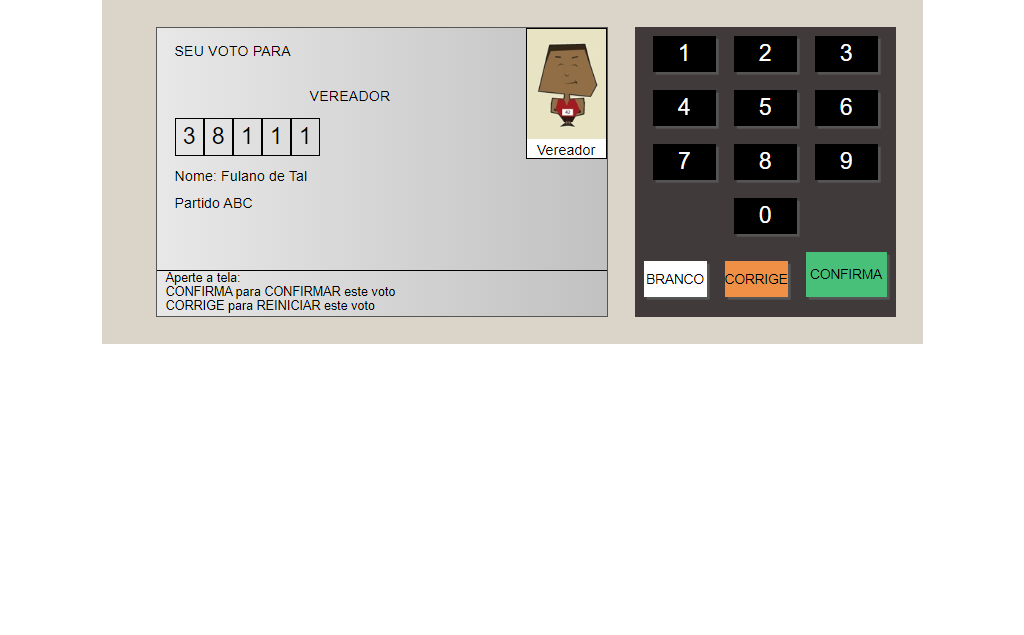 SEU VOTO PARA
VEREADOR
3 8 1 1 1
Nome: Fulano de Tal
Partido ABC
Vereador
Aperte a tela:
CONFIRMA para CONFIRMAR este voto
CORRIGE para REINICIAR este voto
1 2 3
4 5 6
7 8 9
0
BRANCO CORRIGE CONFIRMA